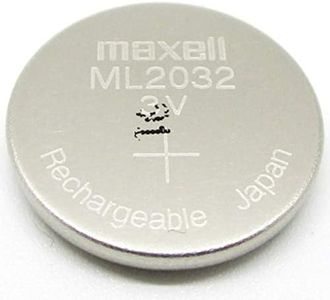 maxell
ML2032
3V
+
Rechargeable Japan